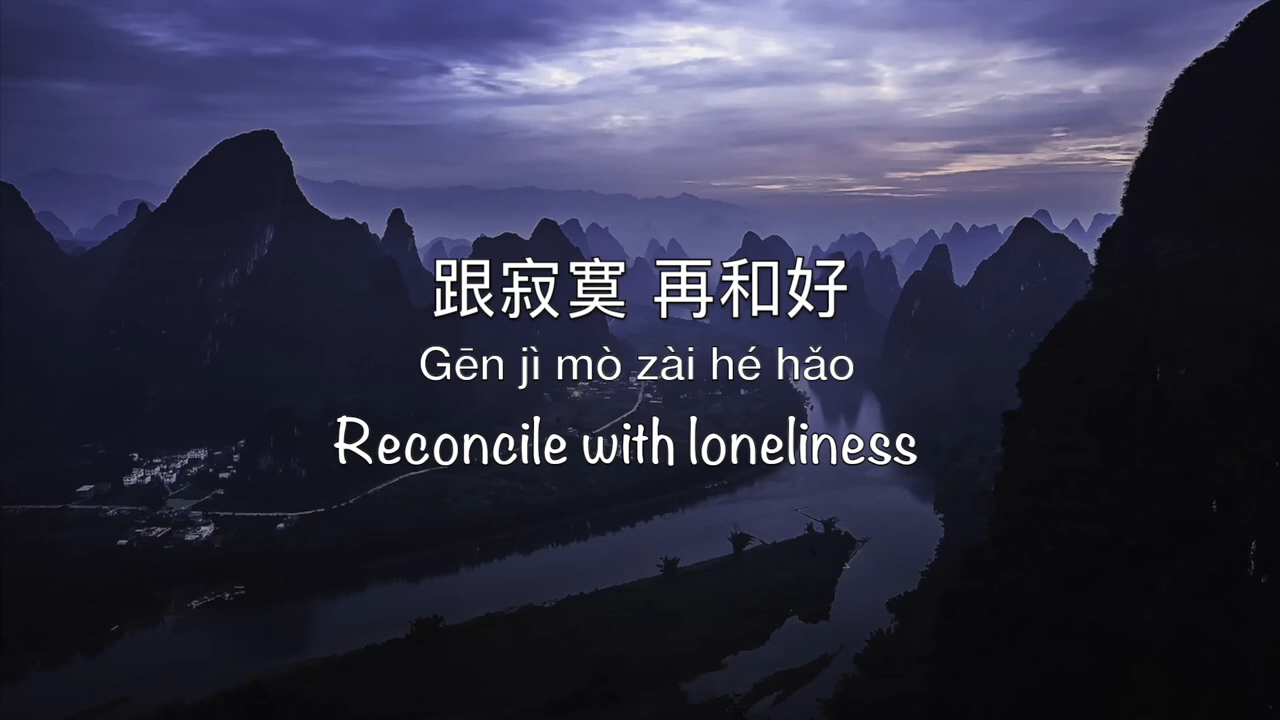 跟寂寞 再和好
Gēn jì mò zài hé hǎo
Reconcile with loneliness